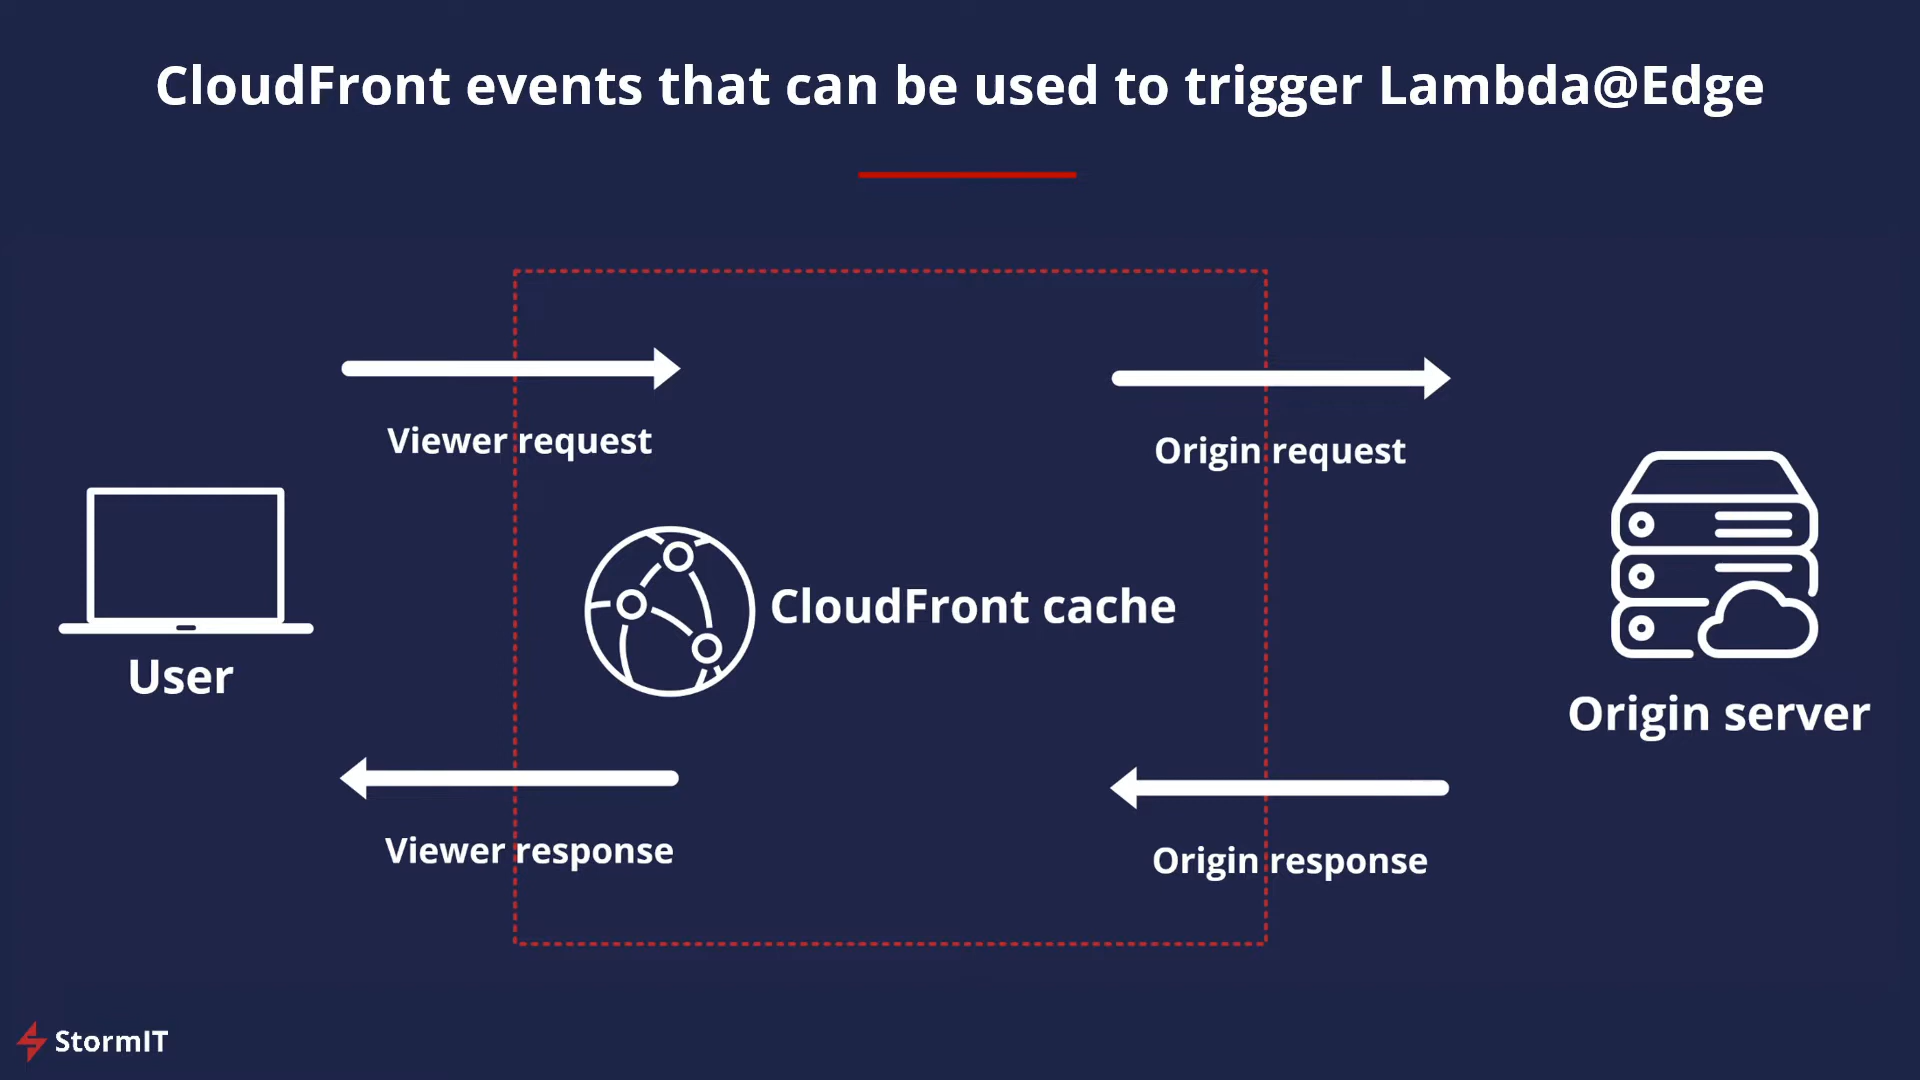 CloudFront events that can be used to trigger Lambda@Edge
Viewer request
Origin request
CloudFront cache
User
Origin server
Viewer response
Origin response
StormIT